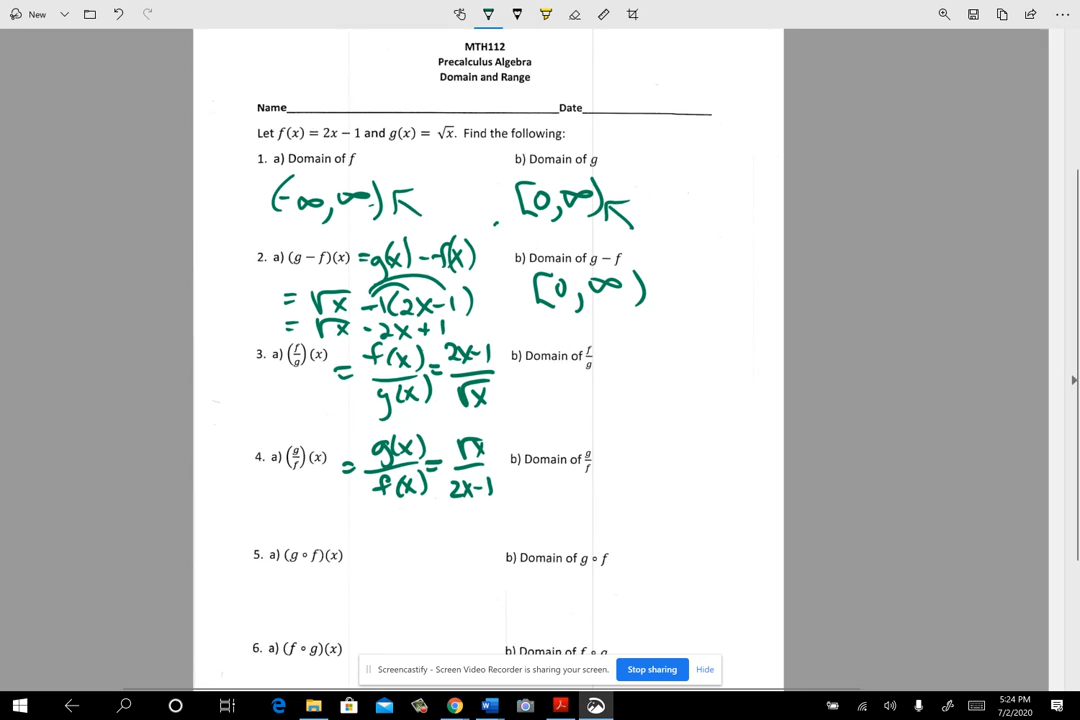 New
MTH112
Precalculus Algebra
Domain and Range
Name Date
Let f(x) = 2x − 1 and g(x) = √x. Find the following:
1. a) Domain of f b) Domain of g
(-∞,∞) [0,∞)
2. a) (g − f)(x) = g(x) - f(x) b) Domain of g − f
= √x -1(2x-1) [0,∞)
= √x - 2x + 1
3. a) (f/g)(x) = f(x)/g(x) = 2x-1/√x b) Domain of f/g
4. a) (g/f)(x) = g(x)/f(x) = √x/2x-1 b) Domain of g/f
5. a) (g ∘ f)(x) b) Domain of g ∘ f
6. a) (f ∘ g)(x) b) Domain of f ∘ g
Screencastify - Screen Video Recorder is sharing your screen. Stop sharing Hide
5:24 PM
7/2/2020